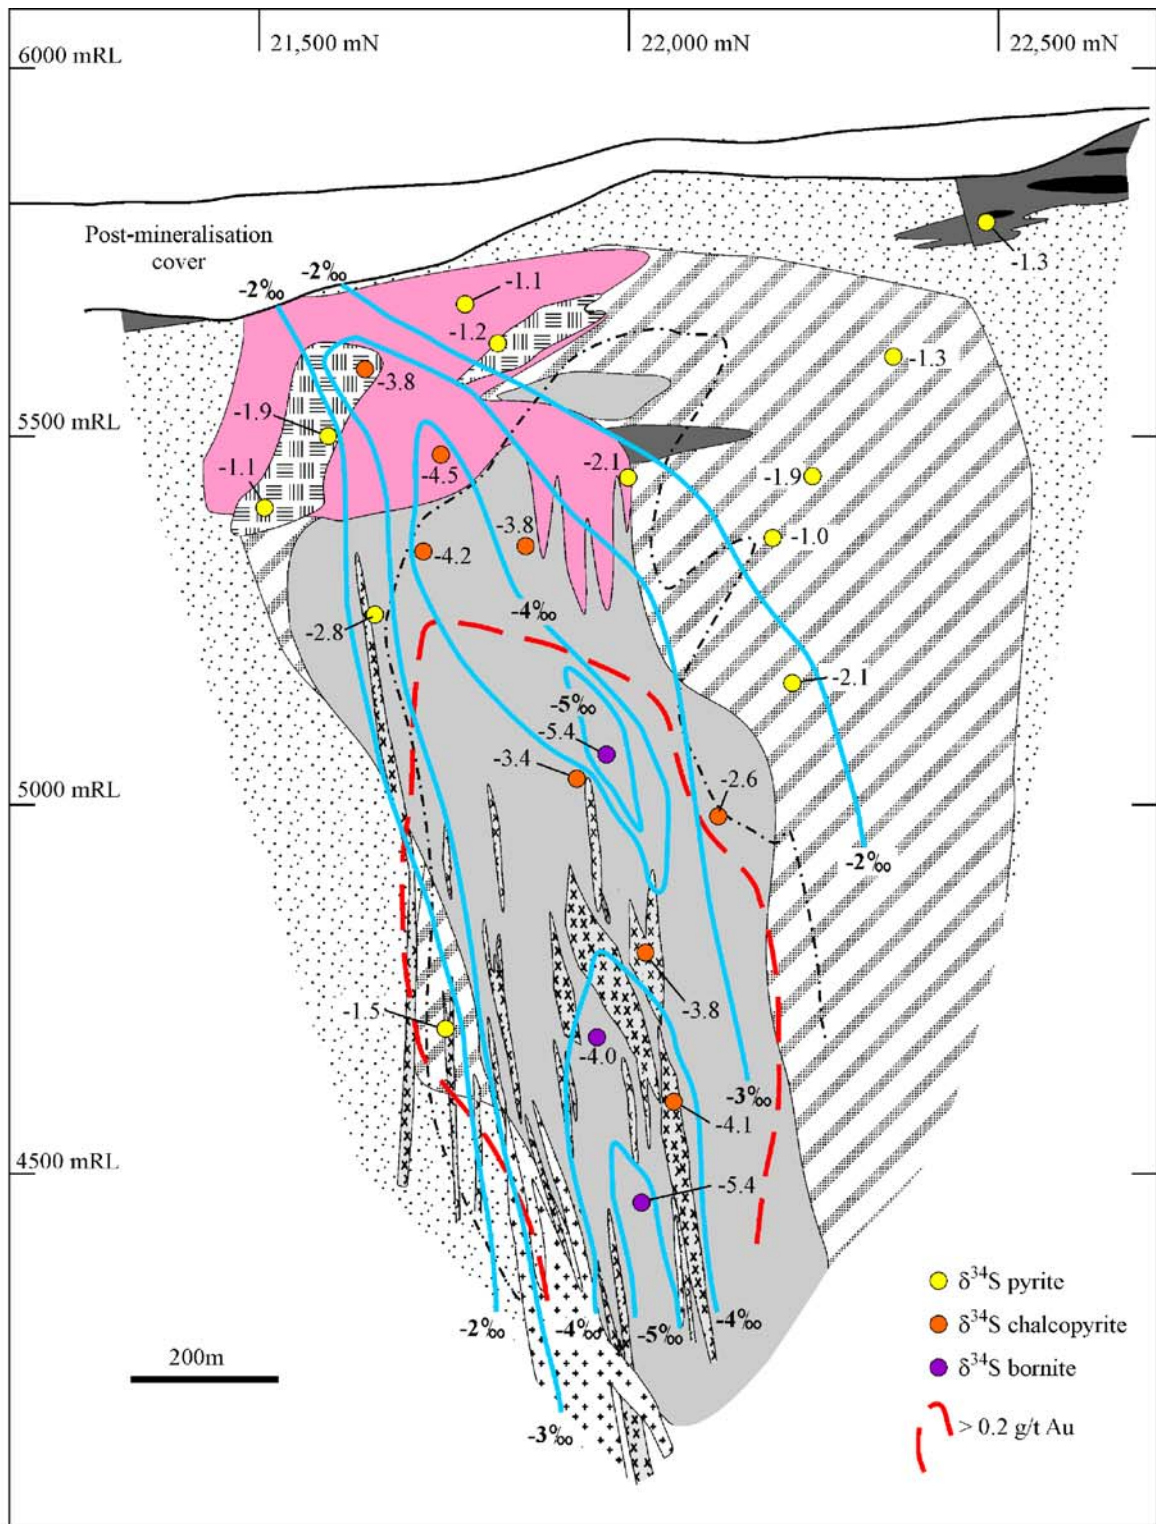 21,500 mN
22,000 mN
22,500 mN
6000 mRL
Post-mineralisation
cover
-2‰
-2‰
-1.1
-1.3
-1.2
-1.3
-3.8
-1.9
5500 mRL
-2.1
-1.1
-4.5
-1.9
-3.8
-1.0
-4.2
-4‰
-2.8
-2.1
-5‰
-5.4
-3.4
-2.6
5000 mRL
-2‰
-3.8
-1.5
-4.0
-3‰
-4.1
4500 mRL
-5.4
δ34S pyrite
-2‰
-4‰
-5‰
-4‰
δ34S chalcopyrite
200m
δ34S bornite
-3‰
> 0.2 g/t Au